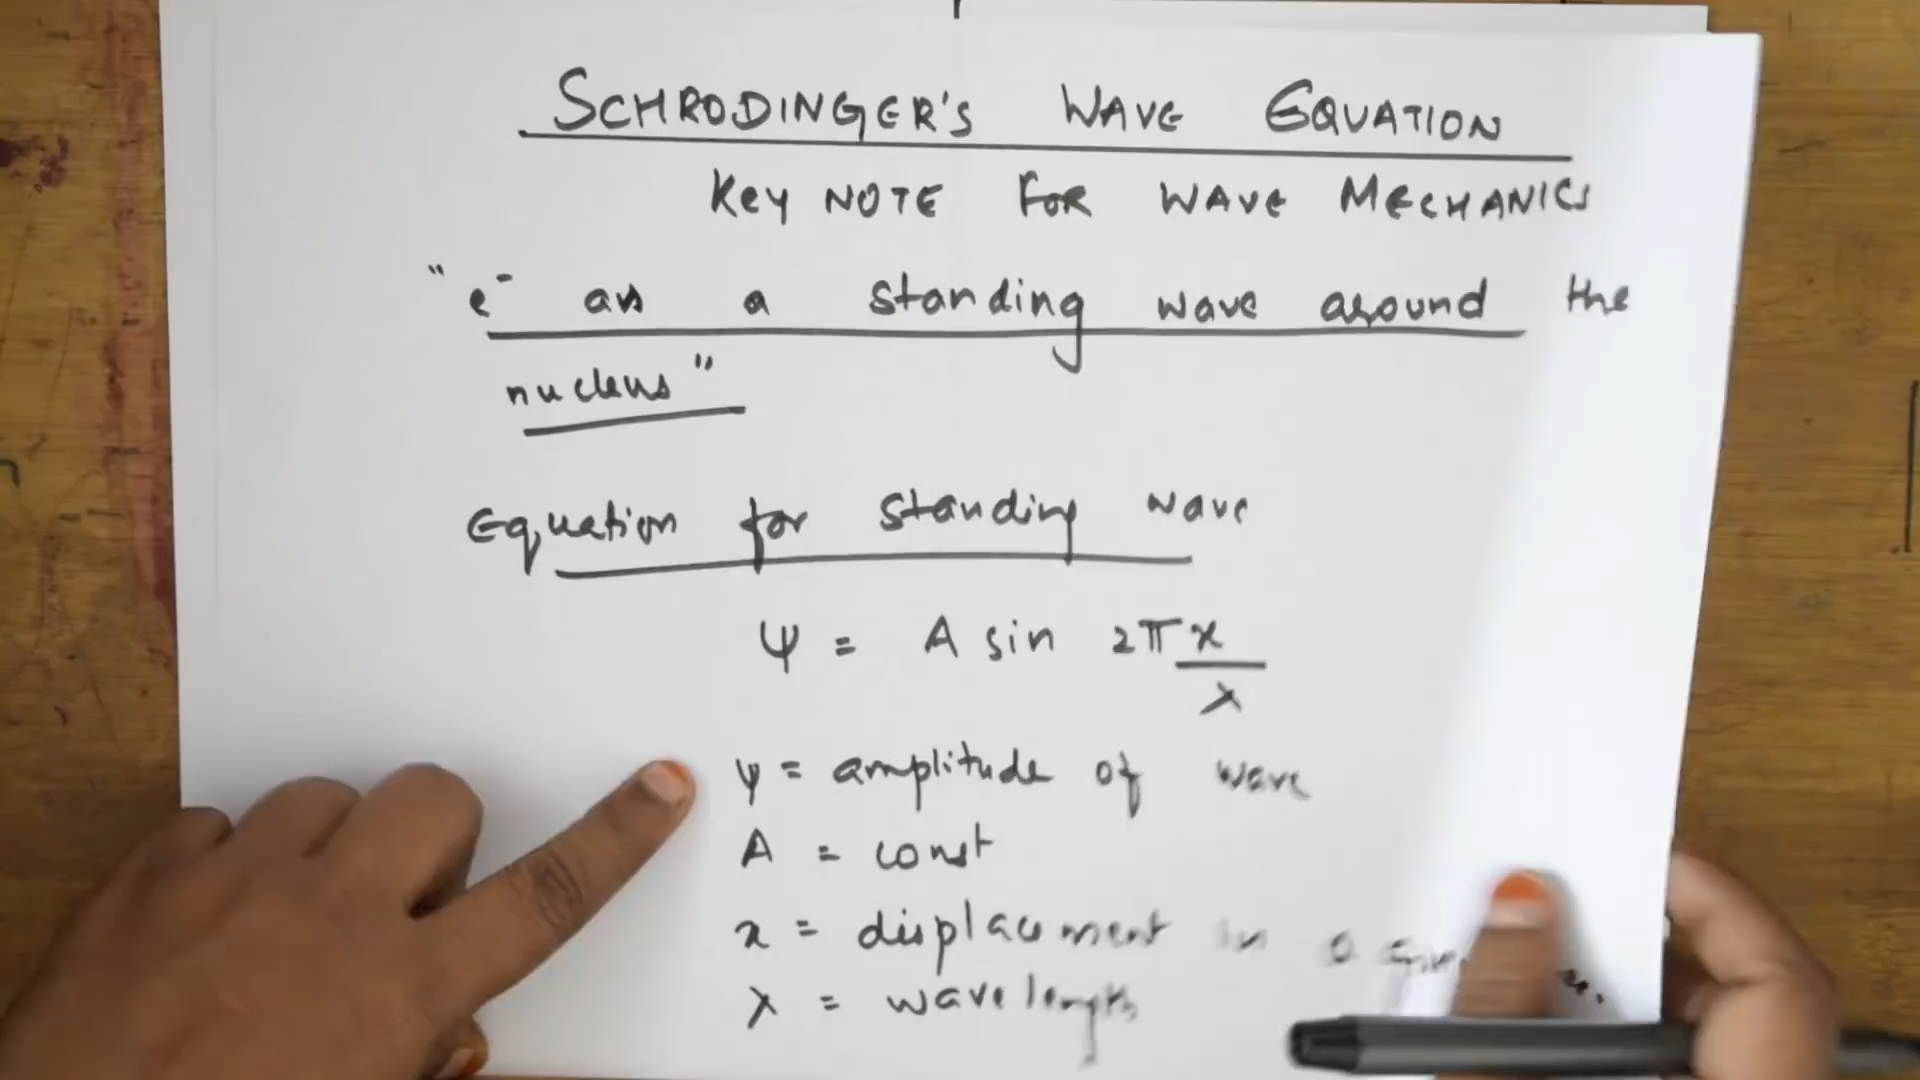 SCHRODINGER'S WAVE EQUATION
KEY NOTE FOR WAVE MECHANICS
"e⁻ as a standing wave around the
nucleus"
Equation for standing wave
Ψ = A sin 2π x/λ
ψ = amplitude of wave
A = const
x = displacement in a
λ = wavelength